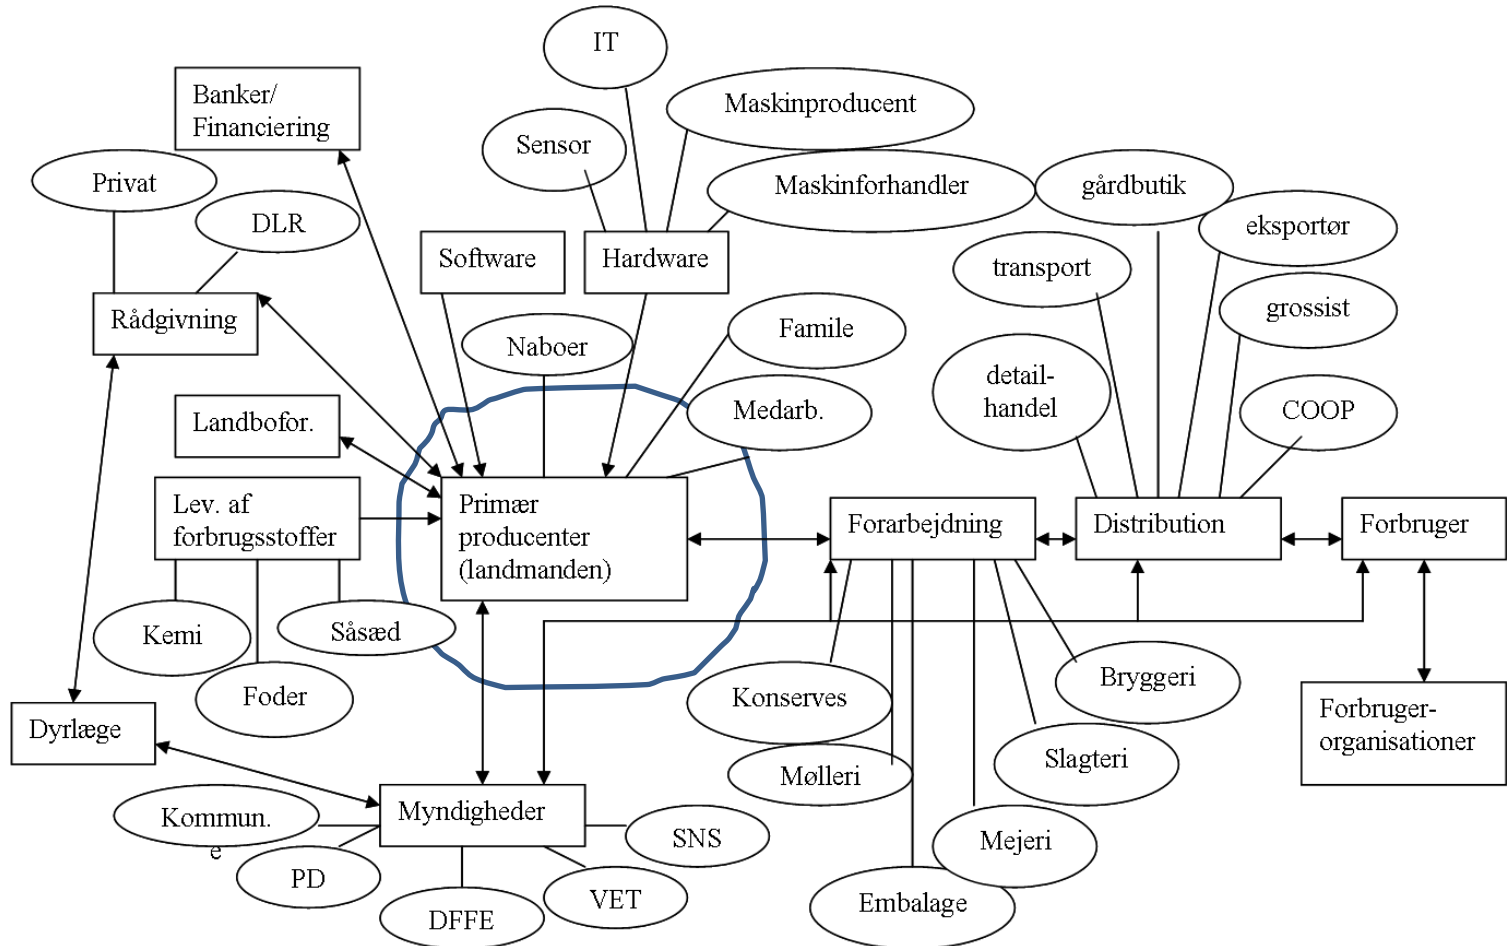 IT
Banker/
Financiering
Maskinproducent
Sensor
Privat
Maskinforhandler
gårdbutik
DLR
eksportør
Software
Hardware
transport
Rådgivning
grossist
Famile
Naboer
detail-
handel
Landbofor.
Medarb.
COOP
Lev. af
forbrugsstoffer
Primær
producenter
(landmanden)
Forarbejdning
Distribution
Forbruger
Kemi
Såsæd
Foder
Konserves
Bryggeri
Forbruger-
organisationer
Dyrlæge
Mølleri
Slagteri
Kommun.
e
Myndigheder
SNS
Mejeri
PD
VET
DFFE
Embalage